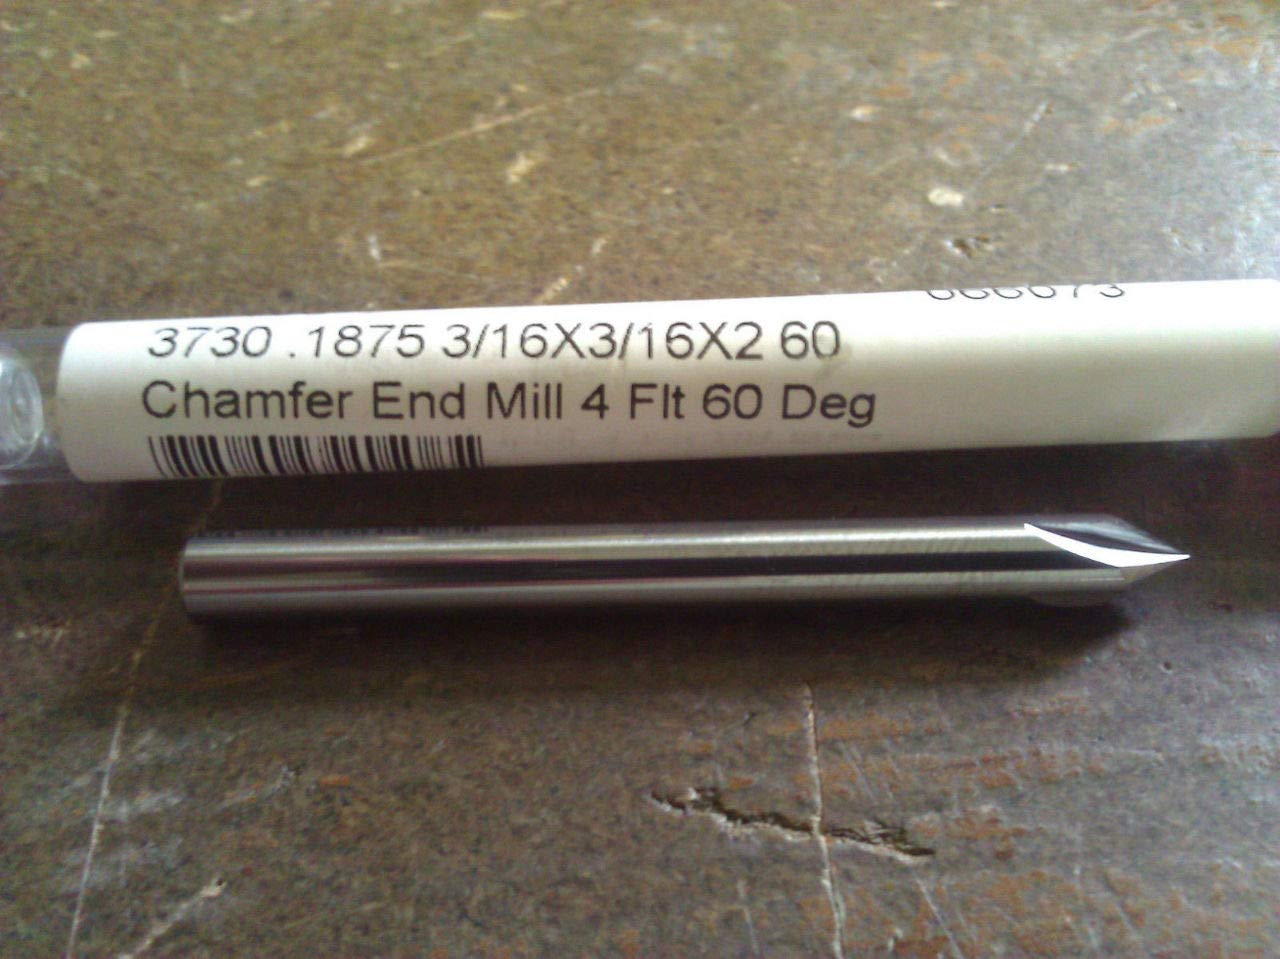 3730 .1875 3/16X3/16X2 60
Chamfer End Mill 4 Flt 60 Deg